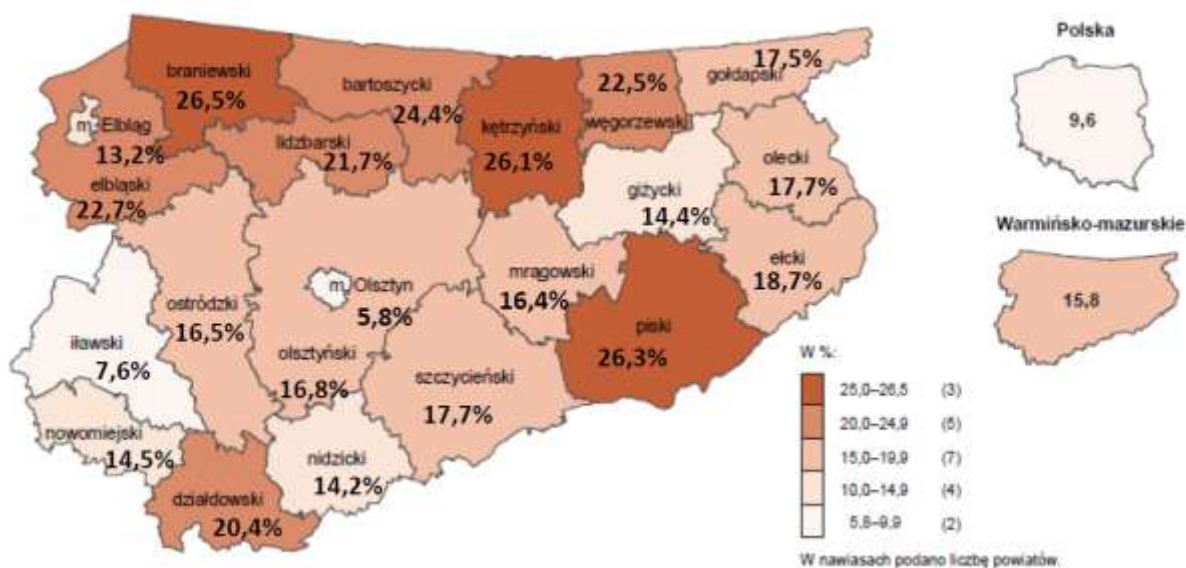 braniewski
26,5%
bartoszycki
24,4%
kętrzyński
26,1%
22,5%
węgorzewski
17,5%
gołdapski
m. Elbląg
13,2%
elbląski
22,7%
lidzbarski
21,7%
giżycki
14,4%
olecki
17,7%
ełcki
18,7%
mrągowski
16,4%
piski
26,3%
m. Olsztyn
5,8%
olsztyński
16,8%
ostródzki
16,5%
iławski
7,6%
szczycieński
17,7%
nowomiejski
14,5%
nidzicki
14,2%
działdowski
20,4%
Polska
9,6
Warmińsko-mazurskie
15,8
W %:
25,0–26,5 (3)
20,0–24,9 (5)
15,0–19,9 (7)
10,0–14,9 (4)
5,8–9,9 (2)
W nawiasach podano liczbę powiatów.